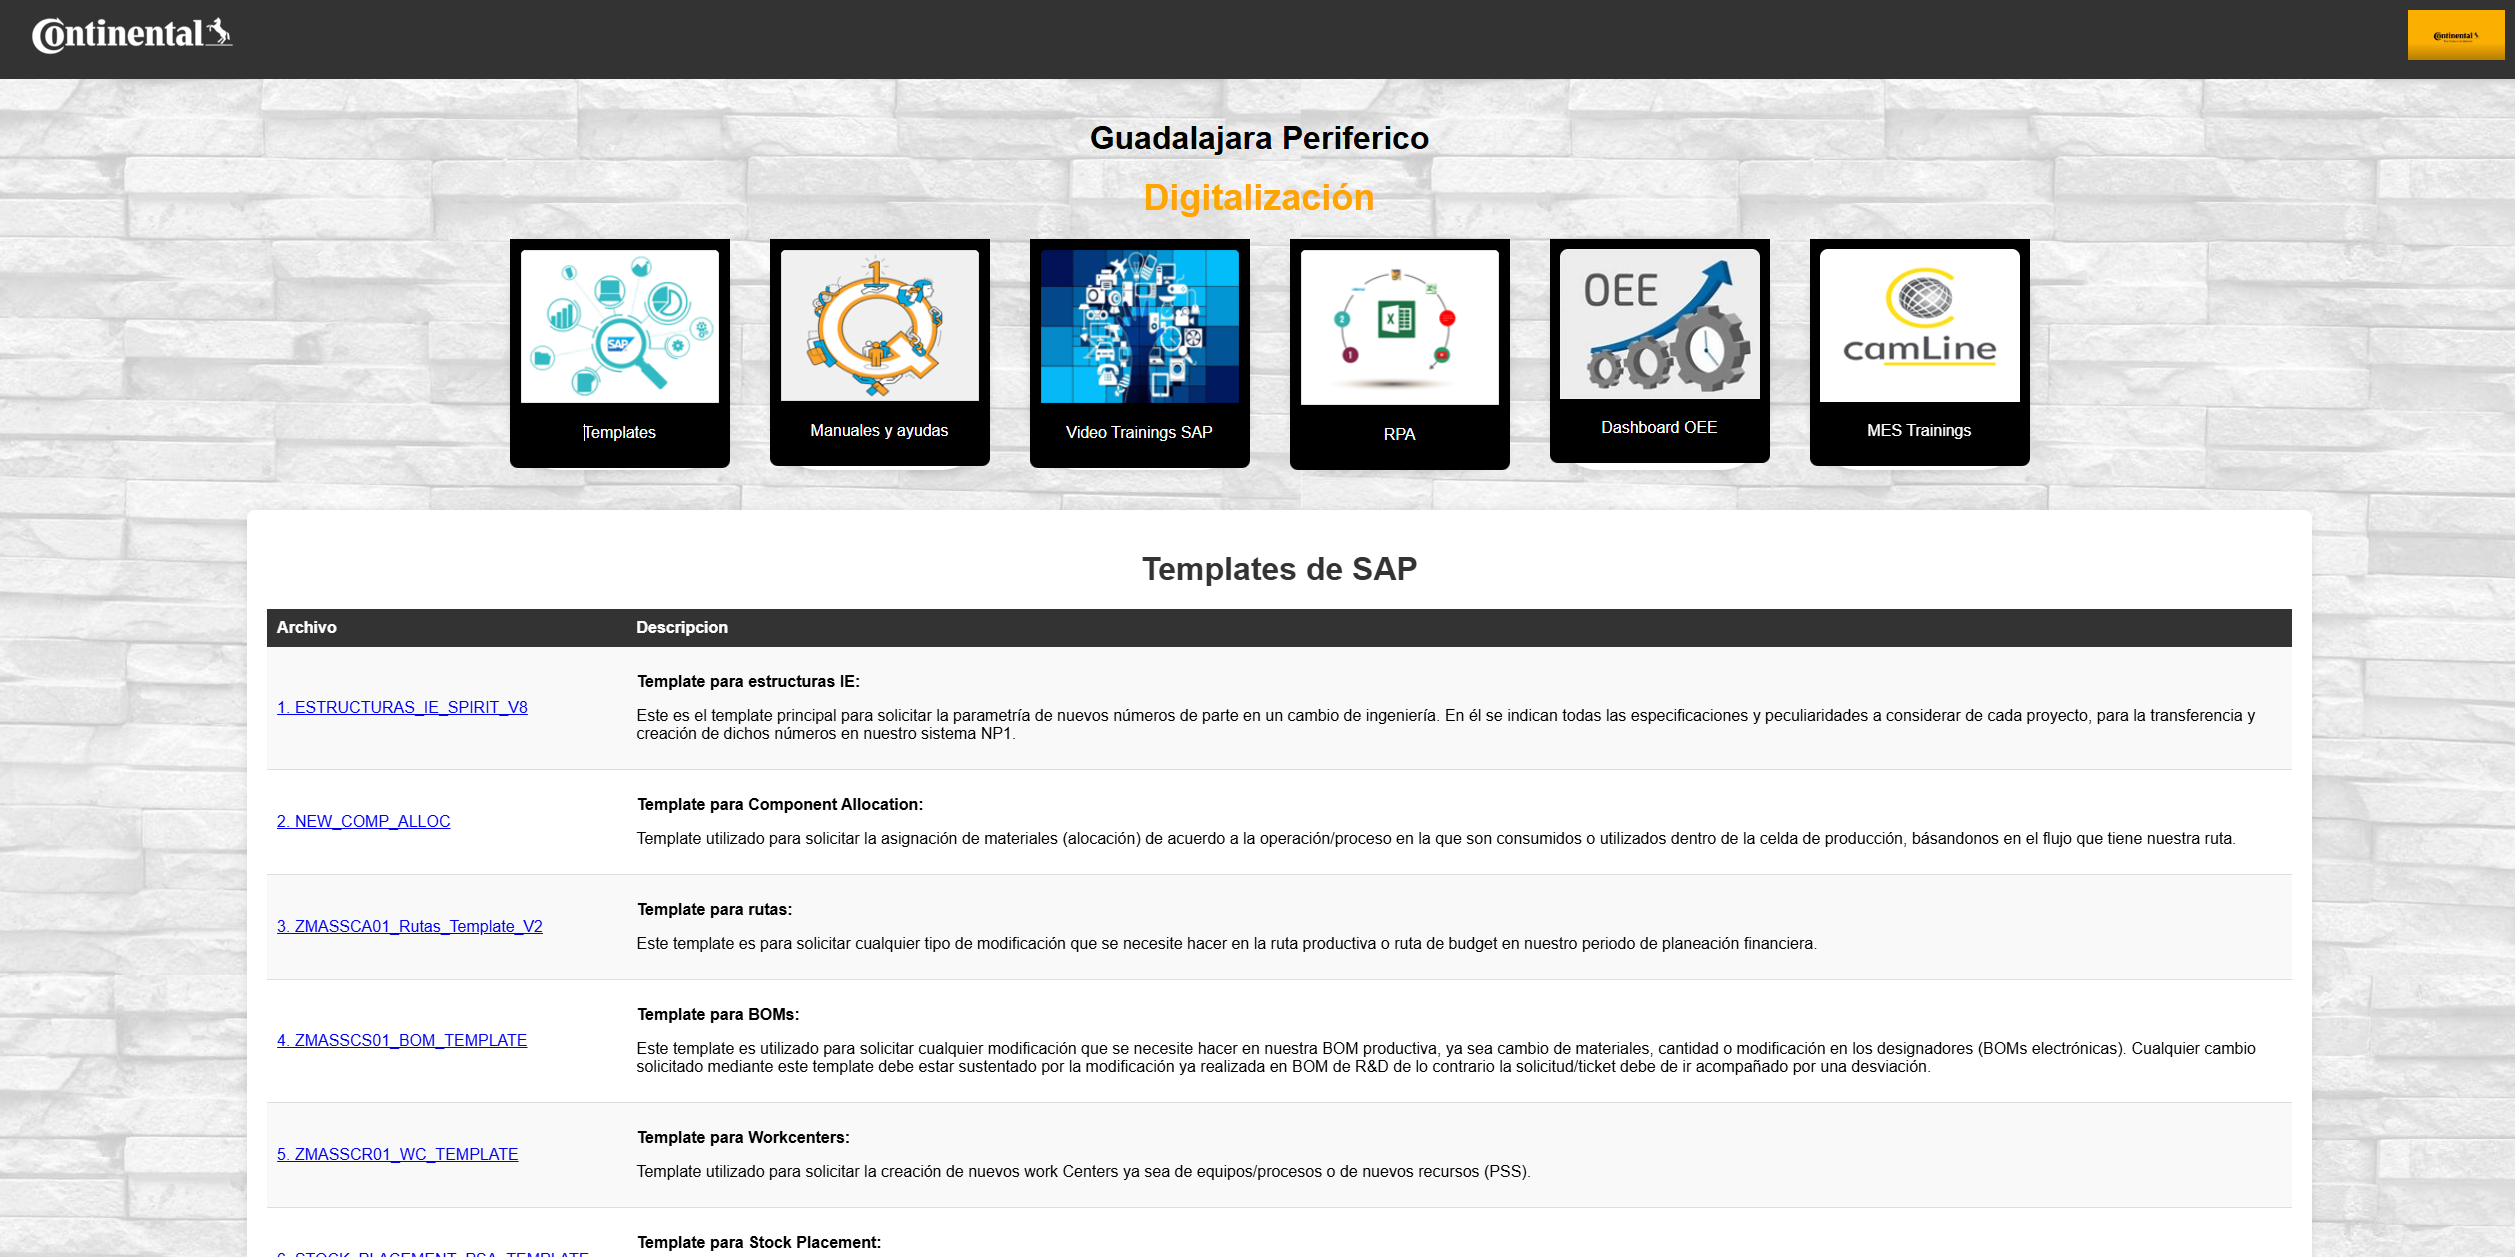 Continental
Continental
Guadalajara Periferico
Digitalización
SAP
1
X
2
1
OEE
camLine
Templates
Manuales y ayudas
Video Trainings SAP
RPA
Dashboard OEE
MES Trainings
Templates de SAP
Archivo
Descripcion
1. ESTRUCTURAS_IE_SPIRIT_V8
Template para estructuras IE:
Este es el template principal para solicitar la parametría de nuevos números de parte en un cambio de ingeniería. En él se indican todas las especificaciones y peculiaridades a considerar de cada proyecto, para la transferencia y
creación de dichos números en nuestro sistema NP1.
2. NEW_COMP_ALLOC
Template para Component Allocation:
Template utilizado para solicitar la asignación de materiales (alocación) de acuerdo a la operación/proceso en la que son consumidos o utilizados dentro de la celda de producción, básandonos en el flujo que tiene nuestra ruta.
3. ZMASSCA01_Rutas_Template_V2
Template para rutas:
Este template es para solicitar cualquier tipo de modificación que se necesite hacer en la ruta productiva o ruta de budget en nuestro periodo de planeación financiera.
4. ZMASSCS01_BOM_TEMPLATE
Template para BOMs:
Este template es utilizado para solicitar cualquier modificación que se necesite hacer en nuestra BOM productiva, ya sea cambio de materiales, cantidad o modificación en los designadores (BOMs electrónicas). Cualquier cambio
solicitado mediante este template debe estar sustentado por la modificación ya realizada en BOM de R&D de lo contrario la solicitud/ticket debe de ir acompañado por una desviación.
5. ZMASSCR01_WC_TEMPLATE
Template para Workcenters:
Template utilizado para solicitar la creación de nuevos work Centers ya sea de equipos/procesos o de nuevos recursos (PSS).
6. STOCK_PLACEMENT_PSA_TEMPLATE
Template para Stock Placement: